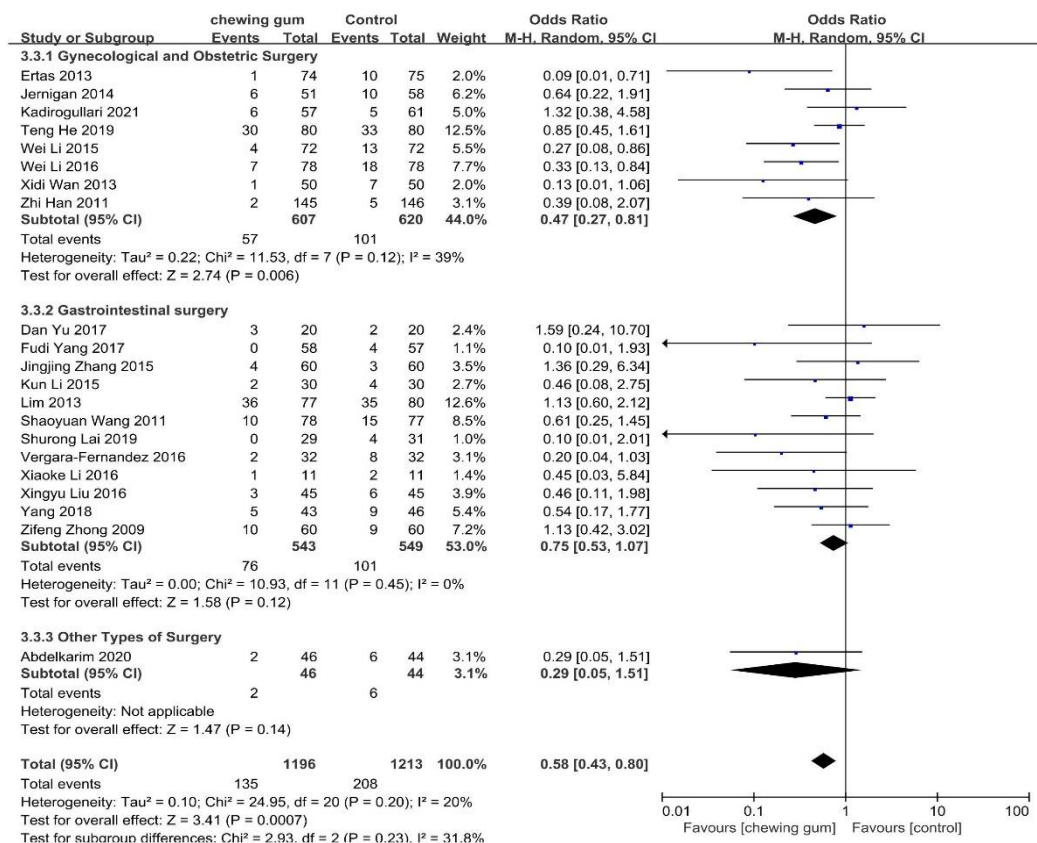 chewing gum Control Odds Ratio Odds Ratio
Study or Subgroup Events Total Events Total Weight M-H, Random, 95% CI M-H, Random, 95% CI
3.3.1 Gynecological and Obstetric Surgery
Ertas 2013 1 74 10 75 2.0% 0.09 [0.01, 0.71]
Jernigan 2014 6 51 10 58 6.2% 0.64 [0.22, 1.91]
Kadirogullari 2021 6 57 5 61 5.0% 1.32 [0.38, 4.58]
Teng He 2019 30 80 33 80 12.5% 0.85 [0.45, 1.61]
Wei Li 2015 4 72 13 72 5.5% 0.27 [0.08, 0.86]
Wei Li 2016 7 78 18 78 7.7% 0.33 [0.13, 0.84]
Xidi Wan 2013 1 50 7 50 2.0% 0.13 [0.01, 1.06]
Zhi Han 2011 2 145 5 146 3.1% 0.39 [0.08, 2.07]
Subtotal (95% CI) 607 620 44.0% 0.47 [0.27, 0.81]
Total events 57 101
Heterogeneity: Tau² = 0.22; Chi² = 11.53, df = 7 (P = 0.12); I² = 39%
Test for overall effect: Z = 2.74 (P = 0.006)
3.3.2 Gastrointestinal surgery
Dan Yu 2017 3 20 2 20 2.4% 1.59 [0.24, 10.70]
Fudi Yang 2017 0 58 4 57 1.1% 0.10 [0.01, 1.93]
Jingjing Zhang 2015 4 60 3 60 3.5% 1.36 [0.29, 6.34]
Kun Li 2015 2 30 4 30 2.7% 0.46 [0.08, 2.75]
Lim 2013 36 77 35 80 12.6% 1.13 [0.60, 2.12]
Shaoyuan Wang 2011 10 78 15 77 8.5% 0.61 [0.25, 1.45]
Shurong Lai 2019 0 29 4 31 1.0% 0.10 [0.01, 2.01]
Vergara-Fernandez 2016 2 32 8 32 2.9% 0.20 [0.04, 1.03]
Xiaoke Li 2016 1 11 2 11 1.4% 0.45 [0.03, 5.84]
Xingyu Liu 2016 3 45 6 45 3.9% 0.46 [0.11, 1.98]
Yang 2018 5 43 9 46 5.4% 0.54 [0.17, 1.77]
Zifeng Zhong 2009 10 60 9 60 7.2% 1.13 [0.42, 3.02]
Subtotal (95% CI) 543 549 53.0% 0.75 [0.53, 1.07]
Total events 76 101
Heterogeneity: Tau² = 0.00; Chi² = 10.93, df = 11 (P = 0.45); I² = 0%
Test for overall effect: Z = 1.58 (P = 0.12)
3.3.3 Other Types of Surgery
Abdelkarim 2020 2 46 6 44 3.1% 0.29 [0.05, 1.51]
Subtotal (95% CI) 46 44 3.1% 0.29 [0.05, 1.51]
Total events 2 6
Heterogeneity: Not applicable
Test for overall effect: Z = 1.47 (P = 0.14)
Total (95% CI) 1196 1213 100.0% 0.58 [0.43, 0.80]
Total events 135 208
Heterogeneity: Tau² = 0.10; Chi² = 24.95, df = 20 (P = 0.20); I² = 20%
Test for overall effect: Z = 3.41 (P = 0.0007)
Test for subgroup differences: Chi² = 2.93, df = 2 (P = 0.23), I² = 31.8%
0.01 0.1 1 10 100
Favours [chewing gum] Favours [control]